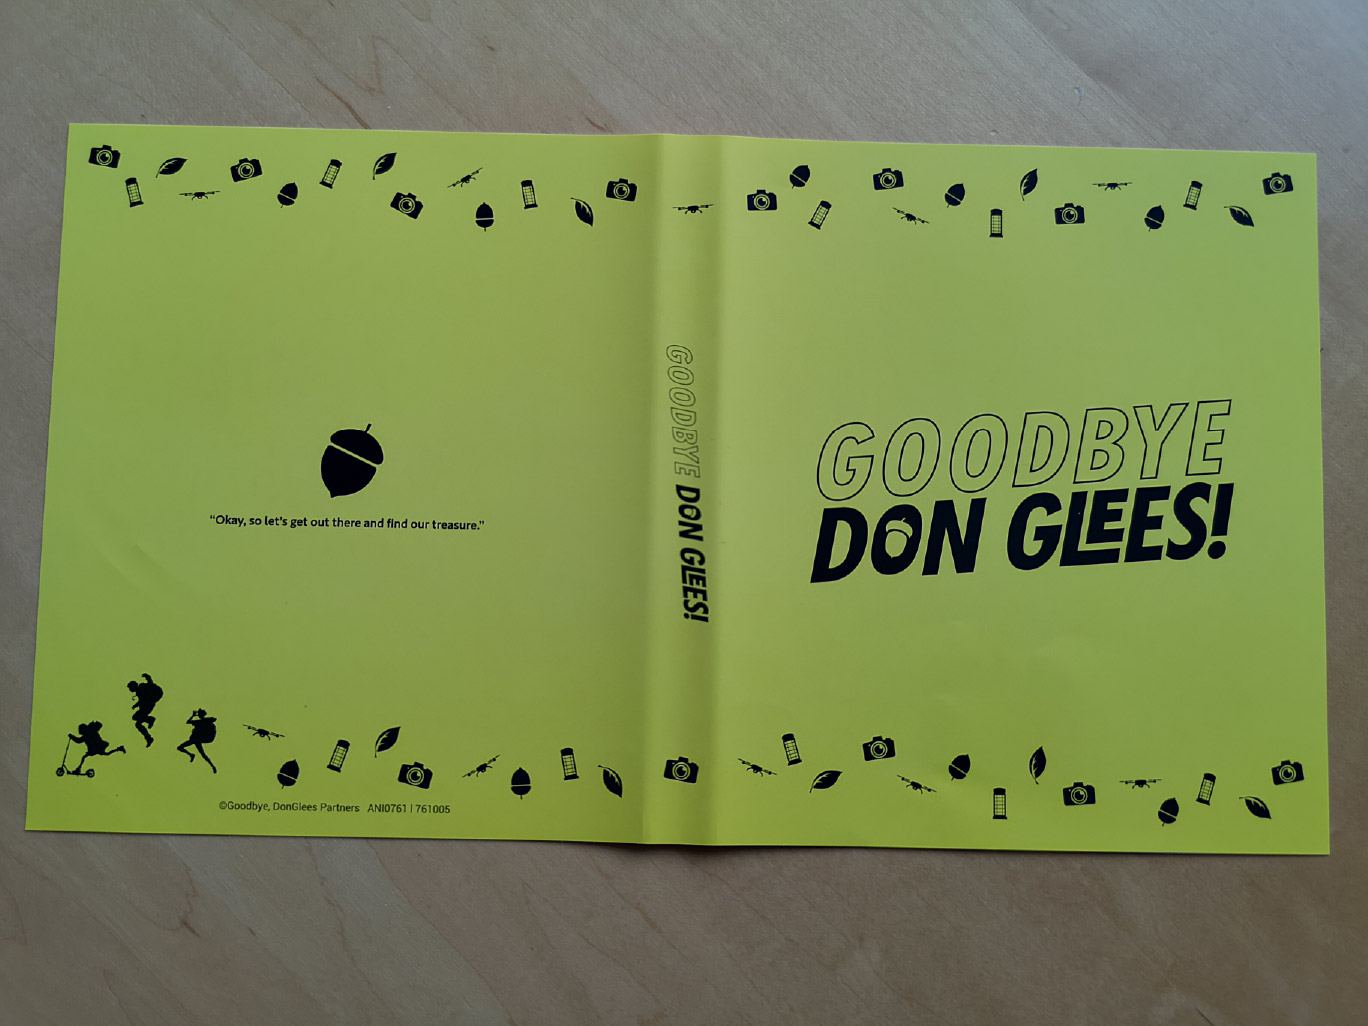 “Okay, so let's get out there and find our treasure.”
©Goodbye, DonGlees Partners ANI0761 | 761005
GOODBYE DON GLEES!
GOODBYE
DON GLEES!